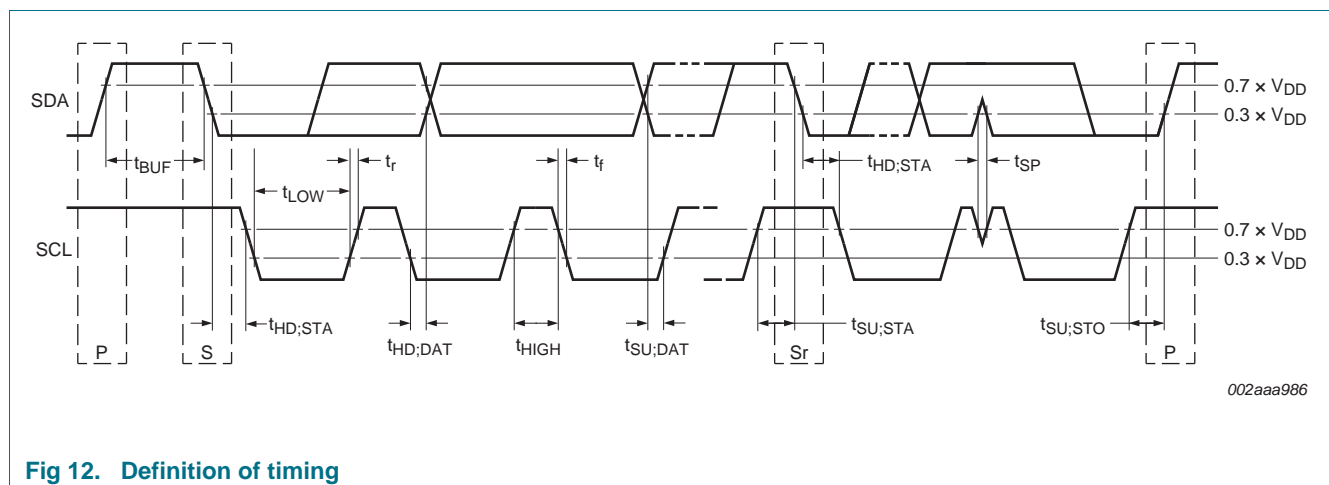 SDA
0.7 × VDD
0.3 × VDD
tBUF
tLOW
tr
tf
tHD;STA
tSP
SCL
0.7 × VDD
0.3 × VDD
tHD;STA
tHD;DAT
tHIGH
tSU;DAT
tSU;STA
tSU;STO
P
S
Sr
P
002aaa986
Fig 12. Definition of timing